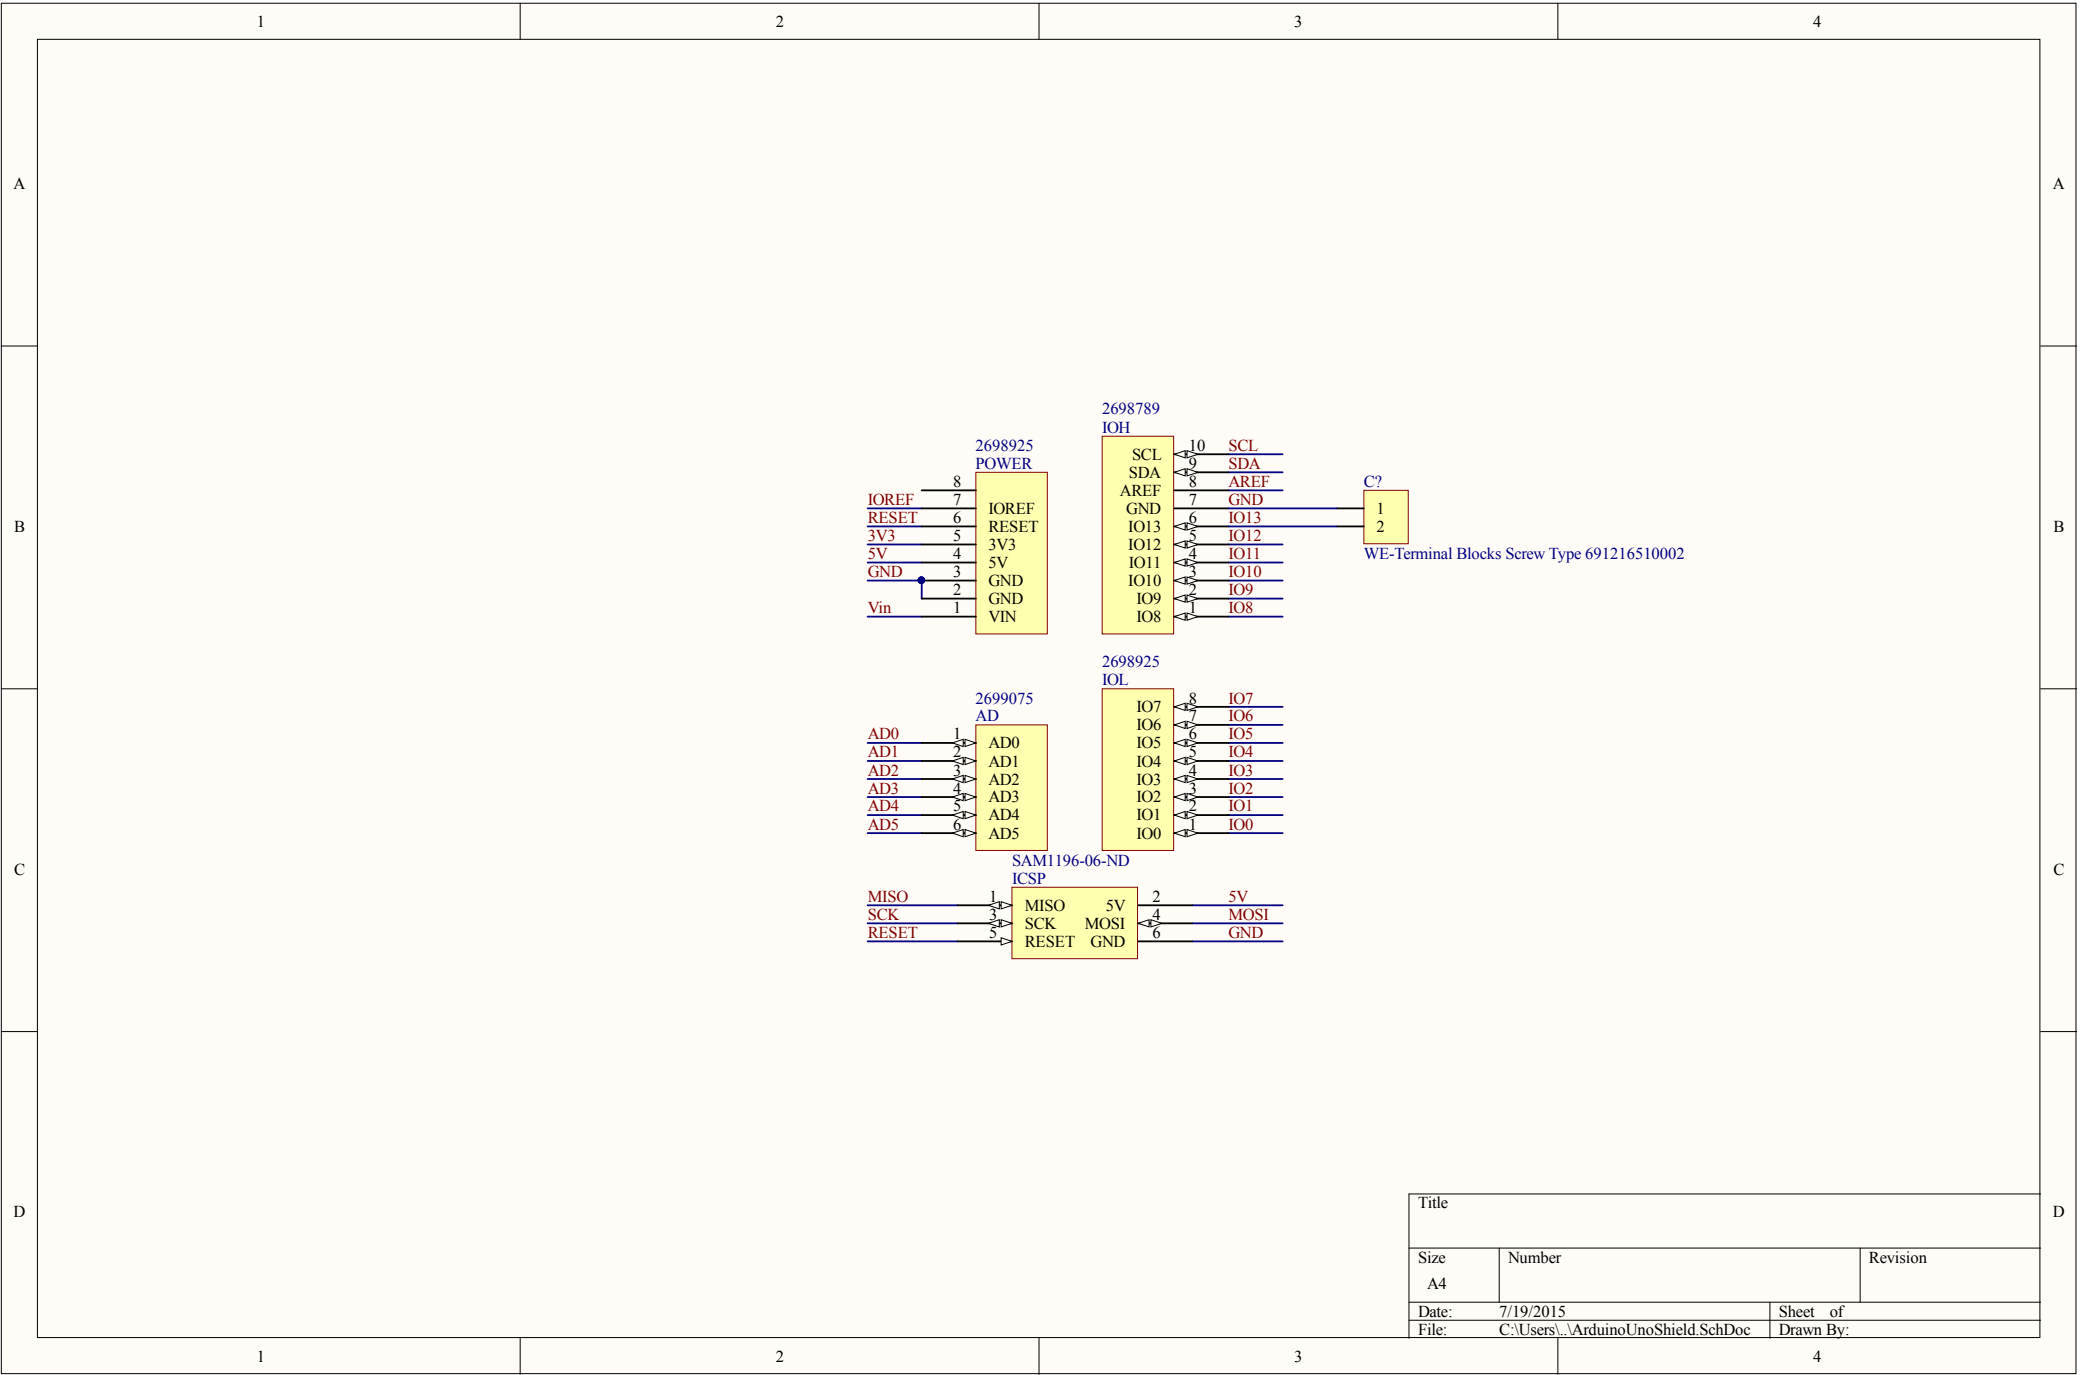 1 2 3 4
A A
B B
C C
D D
2698925
POWER
8
IOREF 7 IOREF
RESET 6 RESET
3V3 5 3V3
5V 4 5V
GND 3 GND
2 GND
Vin 1 VIN
2698789
IOH
SCL 10 SCL
SDA 9 SDA
AREF 8 AREF
GND 7 GND
IO13 6 IO13
IO12 5 IO12
IO11 4 IO11
IO10 3 IO10
IO9 2 IO9
IO8 1 IO8
C?
1
2
WE-Terminal Blocks Screw Type 691216510002
2699075
AD
AD0 1 AD0
AD1 2 AD1
AD2 3 AD2
AD3 4 AD3
AD4 5 AD4
AD5 6 AD5
2698925
IOL
IO7 8 IO7
IO6 7 IO6
IO5 6 IO5
IO4 5 IO4
IO3 4 IO3
IO2 3 IO2
IO1 2 IO1
IO0 1 IO0
SAM1196-06-ND
ICSP
MISO 1 MISO 5V 2 5V
SCK 3 SCK MOSI 4 MOSI
RESET 5 RESET GND 6 GND
Title
Size Number Revision
A4
Date: 7/19/2015 Sheet of
File: C:\Users\..\ArduinoUnoShield.SchDoc Drawn By:
1 2 3 4